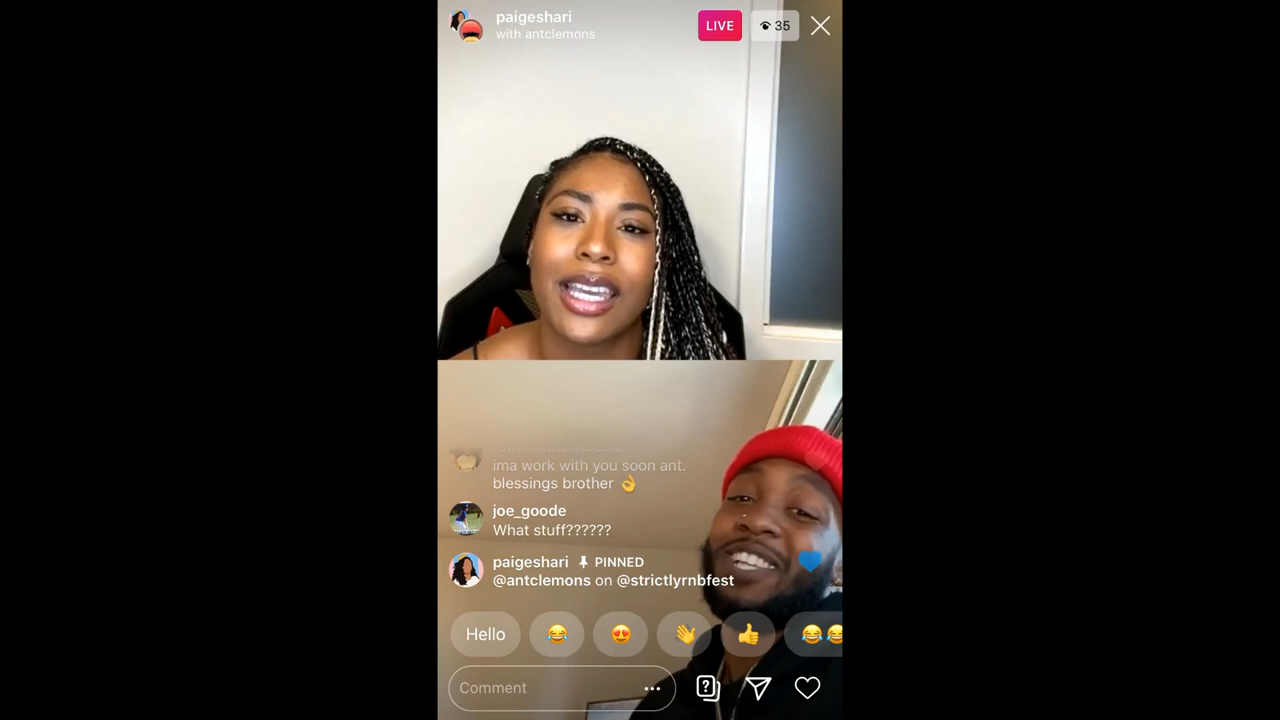 paigeshari
with antclemons
LIVE
35
ima work with you soon ant.
blessings brother 👌
joe_goode
What stuff??????
paigeshari PINNED
@antclemons on @strictlyrnbfest
Hello 😂 😍 👋 👍 😂😂
Comment